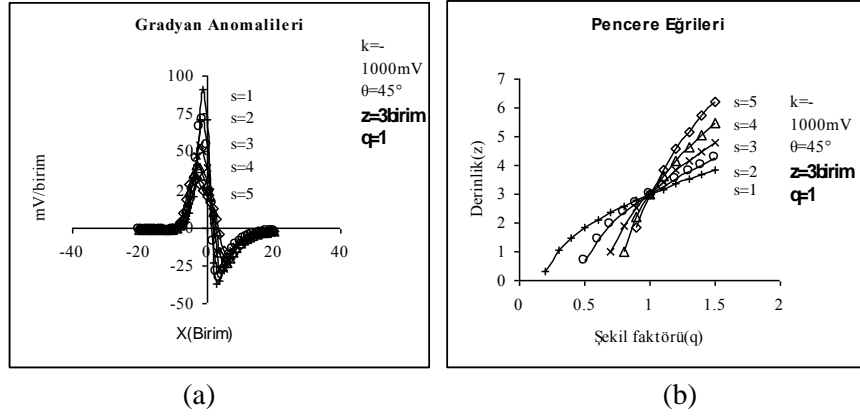 Gradyan Anomalileri
k=-
1000mV
θ=45°
z=3birim
q=1
100
75
50
25
0
-25
-50
s=1
s=2
s=3
s=4
s=5
mV/birim
-40
-20
0
20
40
X(Birim)
(a)
Pencere Eğrileri
7
6
5
4
3
2
1
0
s=5
s=4
s=3
s=2
s=1
k=-
1000mV
θ=45°
z=3birim
q=1
Derinlik(z)
0
0.5
1
1.5
2
Şekil faktörü(q)
(b)